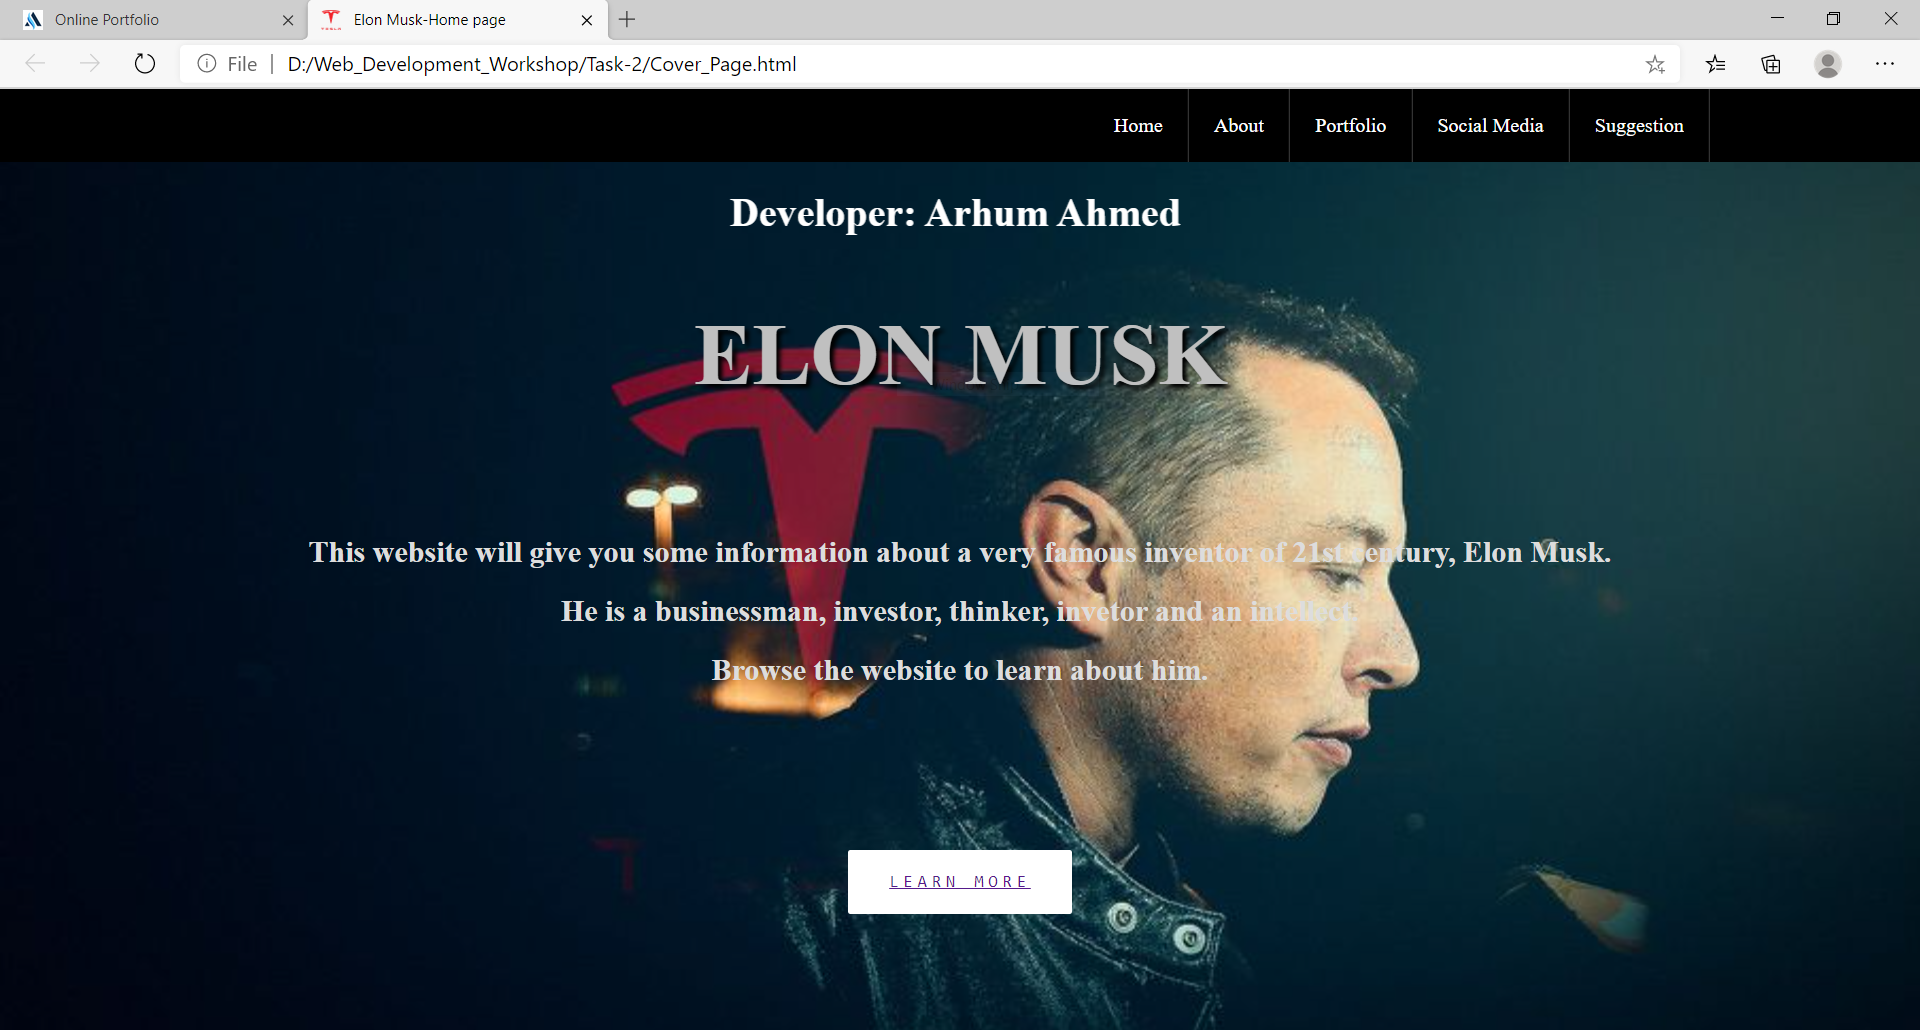 Online Portfolio
Elon Musk-Home page
File
D:/Web_Development_Workshop/Task-2/Cover_Page.html
Home
About
Portfolio
Social Media
Suggestion
Developer: Arhum Ahmed
ELON MUSK
This website will give you some information about a very famous inventor of 21st century, Elon Musk.
He is a businessman, investor, thinker, invetor and an intellect.
Browse the website to learn about him.
LEARN MORE